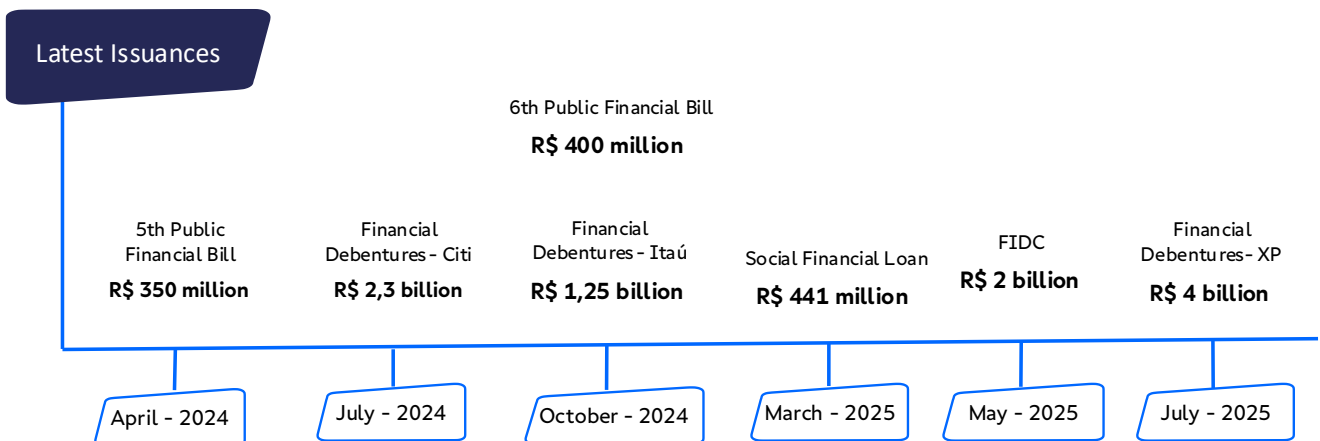 Latest Issuances
6th Public Financial Bill
R$ 400 million
5th Public
Financial Bill
R$ 350 million
Financial
Debentures - Citi
R$ 2,3 billion
Financial
Debentures - Itaú
R$ 1,25 billion
Social Financial Loan
R$ 441 million
FIDC
R$ 2 billion
Financial
Debentures- XP
R$ 4 billion
April - 2024
July - 2024
October - 2024
March - 2025
May - 2025
July - 2025